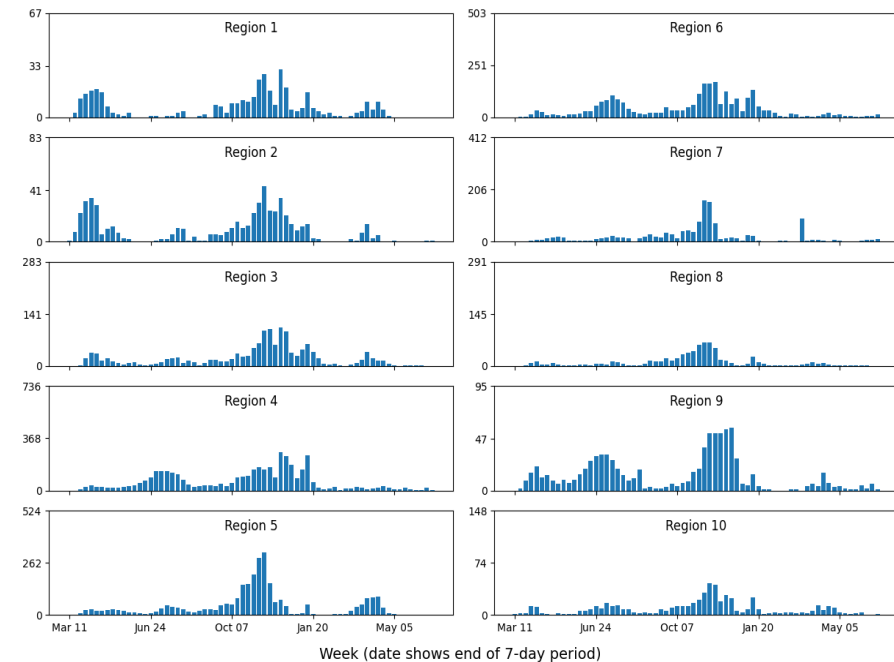 67
33
0
Region 1
503
251
0
Region 6
83
41
0
Region 2
412
206
0
Region 7
283
141
0
Region 3
291
145
0
Region 8
736
368
0
Region 4
95
47
0
Region 9
524
262
0
Region 5
Mar 11 Jun 24 Oct 07 Jan 20 May 05
148
74
0
Region 10
Mar 11 Jun 24 Oct 07 Jan 20 May 05
Week (date shows end of 7-day period)